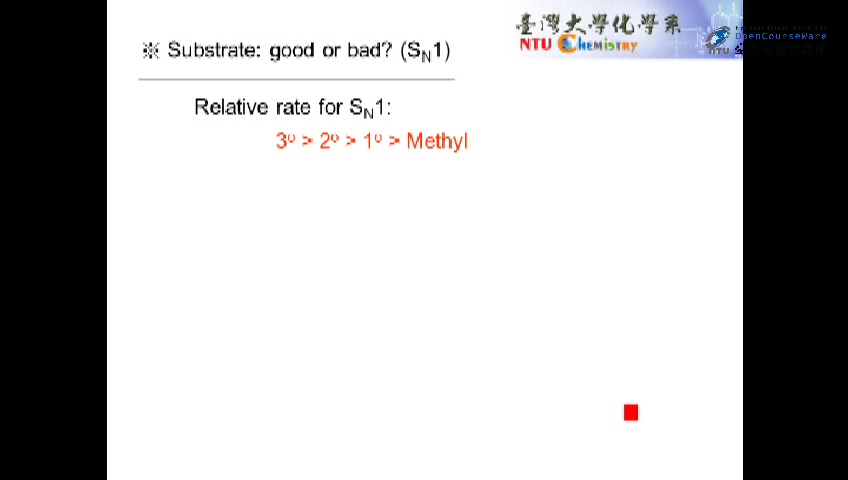 臺灣大學化學系
NTU Chemistry
OpenCourseWare
※ Substrate: good or bad? (SN1)
Relative rate for SN1:
3º > 2º > 1º > Methyl